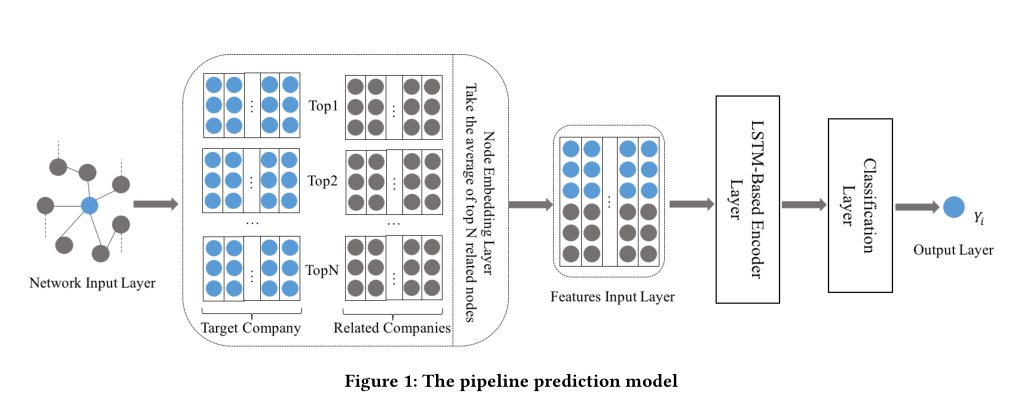 Network Input Layer
Top1
Top2
...
TopN
...
Target Company
Related Companies
Node Embedding Layer
Take the average of top N related nodes
Features Input Layer
LSTM-Based Encoder
Layer
Classification
Layer
Y_i
Output Layer
Figure 1: The pipeline prediction model